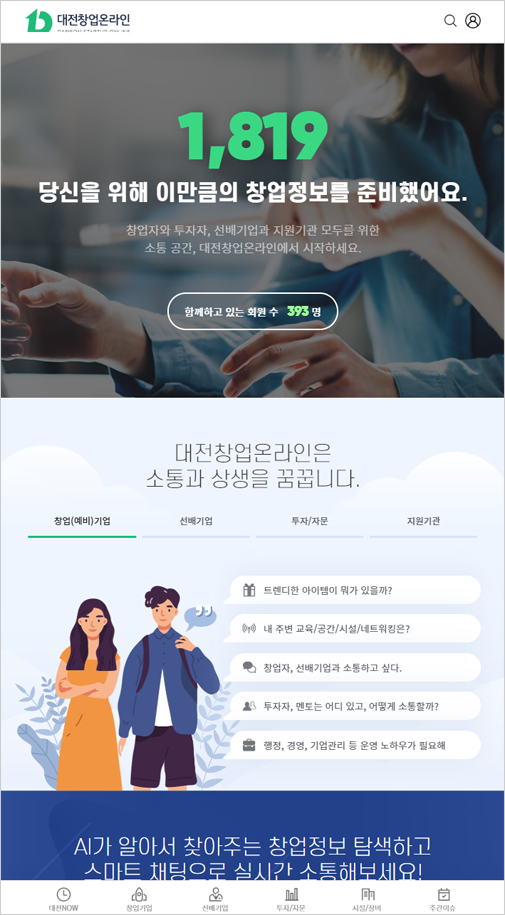 대전창업온라인
DAEJEON STARTUP ONLINE
1,819
당신을 위해 이만큼의 창업정보를 준비했어요.
창업자와 투자자, 선배기업과 지원기관 모두를 위한
소통 공간, 대전창업온라인에서 시작하세요.
함께하고 있는 회원 수 393 명
대전창업온라인은
소통과 상생을 꿈꿉니다.
창업(예비)기업 선배기업 투자/자문 지원기관
트렌디한 아이템이 뭐가 있을까?
내 주변 교육/공간/시설/네트워킹은?
창업자, 선배기업과 소통하고 싶다.
투자자, 멘토는 어디 있고, 어떻게 소통할까?
행정, 경영, 기업관리 등 운영 노하우가 필요해
AI가 알아서 찾아주는 창업정보 탐색하고
스마트 채팅으로 실시간 소통해보세요!
대전NOW 창업기업 선배기업 투자/자문 시설/장비 주간이슈